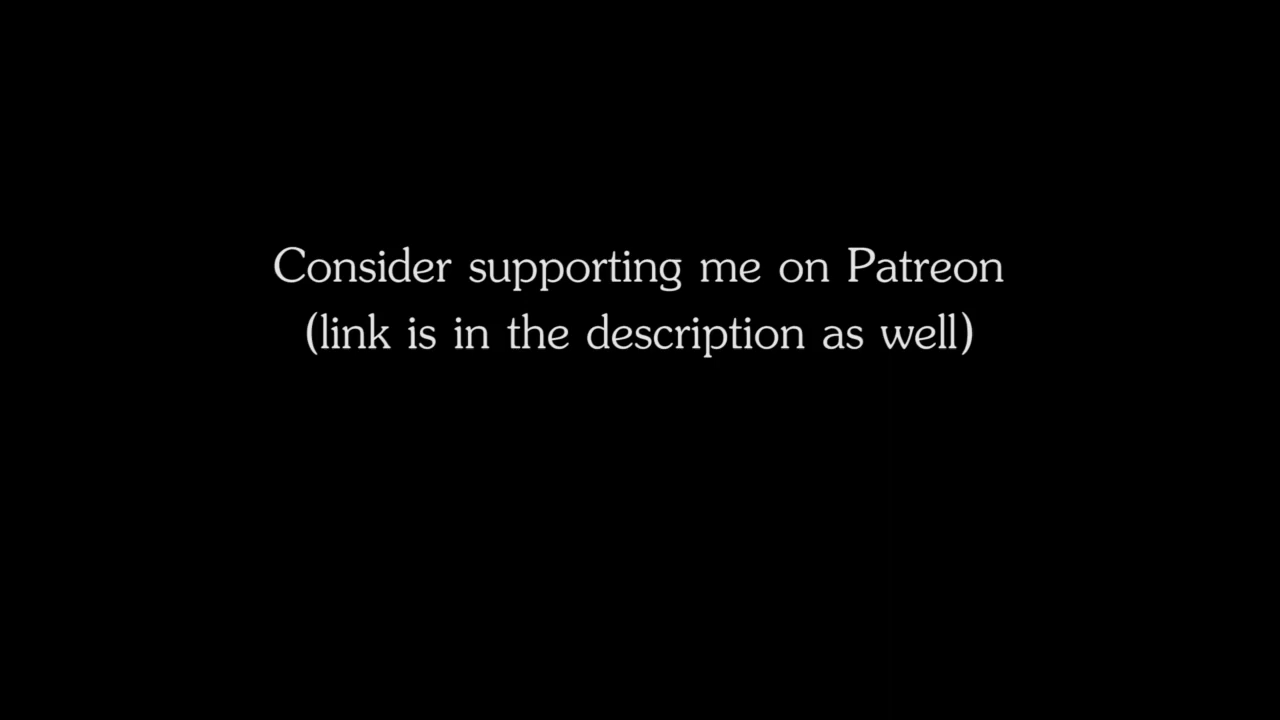 Consider supporting me on Patreon
(link is in the description as well)